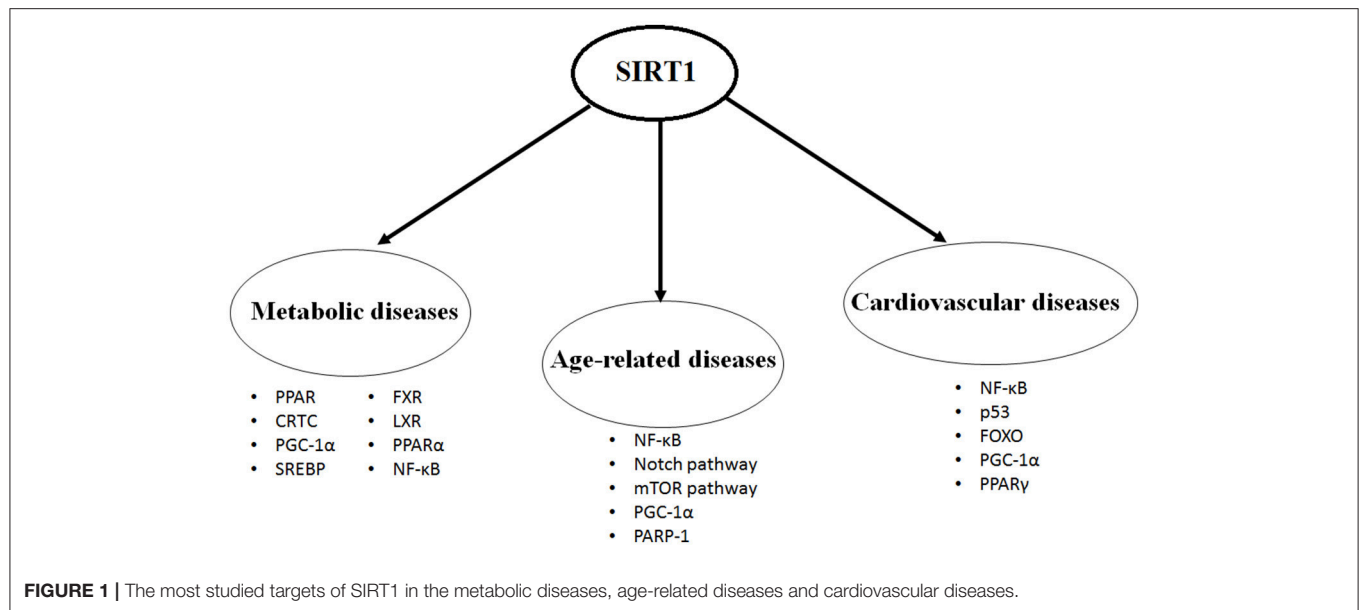 SIRT1
Metabolic diseases
• PPAR
• CRTC
• PGC-1α
• SREBP
• FXR
• LXR
• PPARα
• NF-κB
Age-related diseases
• NF-κB
• Notch pathway
• mTOR pathway
• PGC-1α
• PARP-1
Cardiovascular diseases
• NF-κB
• p53
• FOXO
• PGC-1α
• PPARγ
FIGURE 1 | The most studied targets of SIRT1 in the metabolic diseases, age-related diseases and cardiovascular diseases.